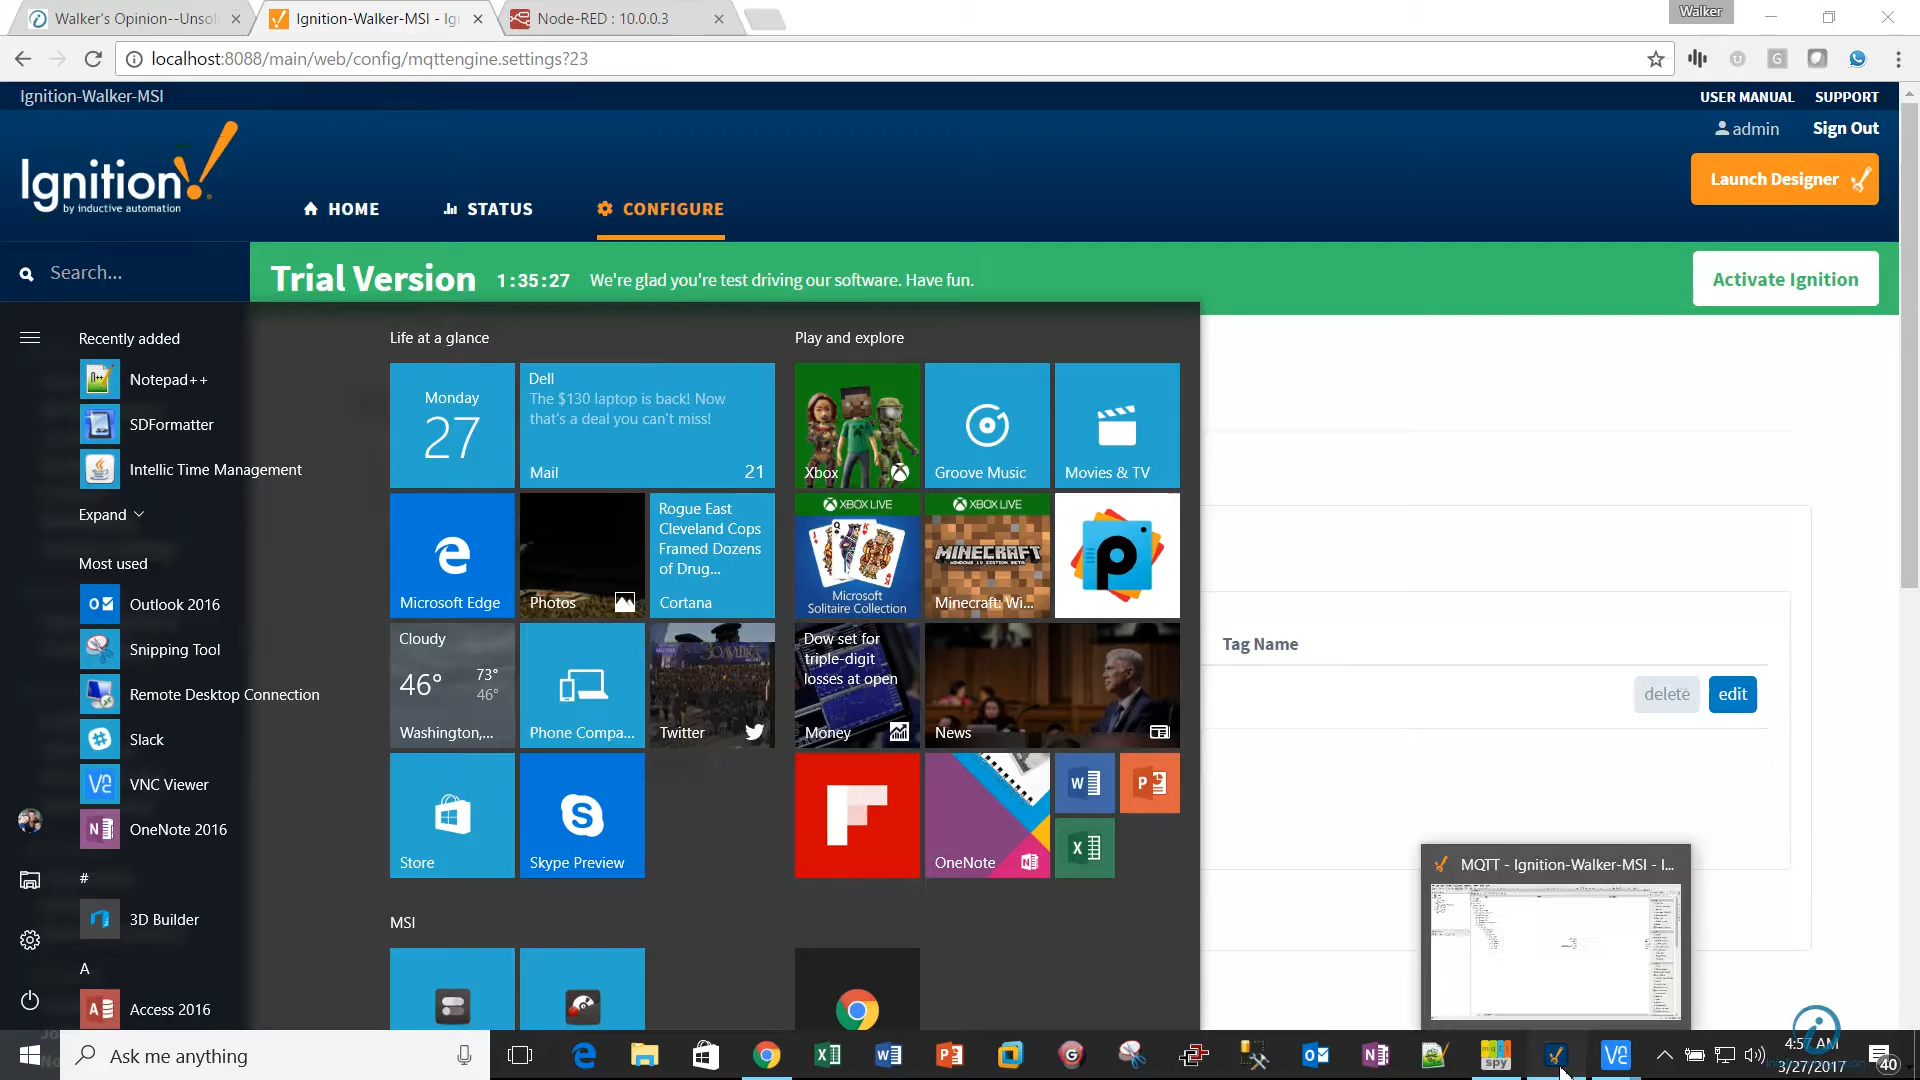 Walker's Opinion--Unsoli
Ignition-Walker-MSI - Ig
Node-RED : 10.0.0.3
Walker
localhost:8088/main/web/config/mqttengine.settings?23
Ignition-Walker-MSI
USER MANUAL
SUPPORT
admin
Sign Out
Ignition!
by inductive automation
HOME
STATUS
CONFIGURE
Launch Designer
Search...
Trial Version
1:35:27
We're glad you're test driving our software. Have fun.
Activate Ignition
Recently added
Notepad++
SDFormatter
Intellic Time Management
Expand
Most used
Outlook 2016
Snipping Tool
Remote Desktop Connection
Slack
VNC Viewer
OneNote 2016
#
3D Builder
A
Access 2016
Life at a glance
Monday
27
Dell
The $130 laptop is back! Now
that's a deal you can't miss!
Mail
21
Microsoft Edge
Photos
Rogue East
Cleveland Cops
Framed Dozens
of Drug...
Cortana
Cloudy
46°
73°
46°
Washington,...
Phone Compa...
Twitter
Store
Skype Preview
MSI
Play and explore
Xbox
Groove Music
Movies & TV
XBOX LIVE
Microsoft
Solitaire Collection
XBOX LIVE
MINECRAFT
WINDOWS 10 EDITION BETA
Minecraft: Wi...
Dow set for
triple-digit
losses at open
Money
News
OneNote
Tag Name
delete
edit
MQTT - Ignition-Walker-MSI - I...
Ask me anything
mqtt
spy
4:57 AM
3/27/2017
40